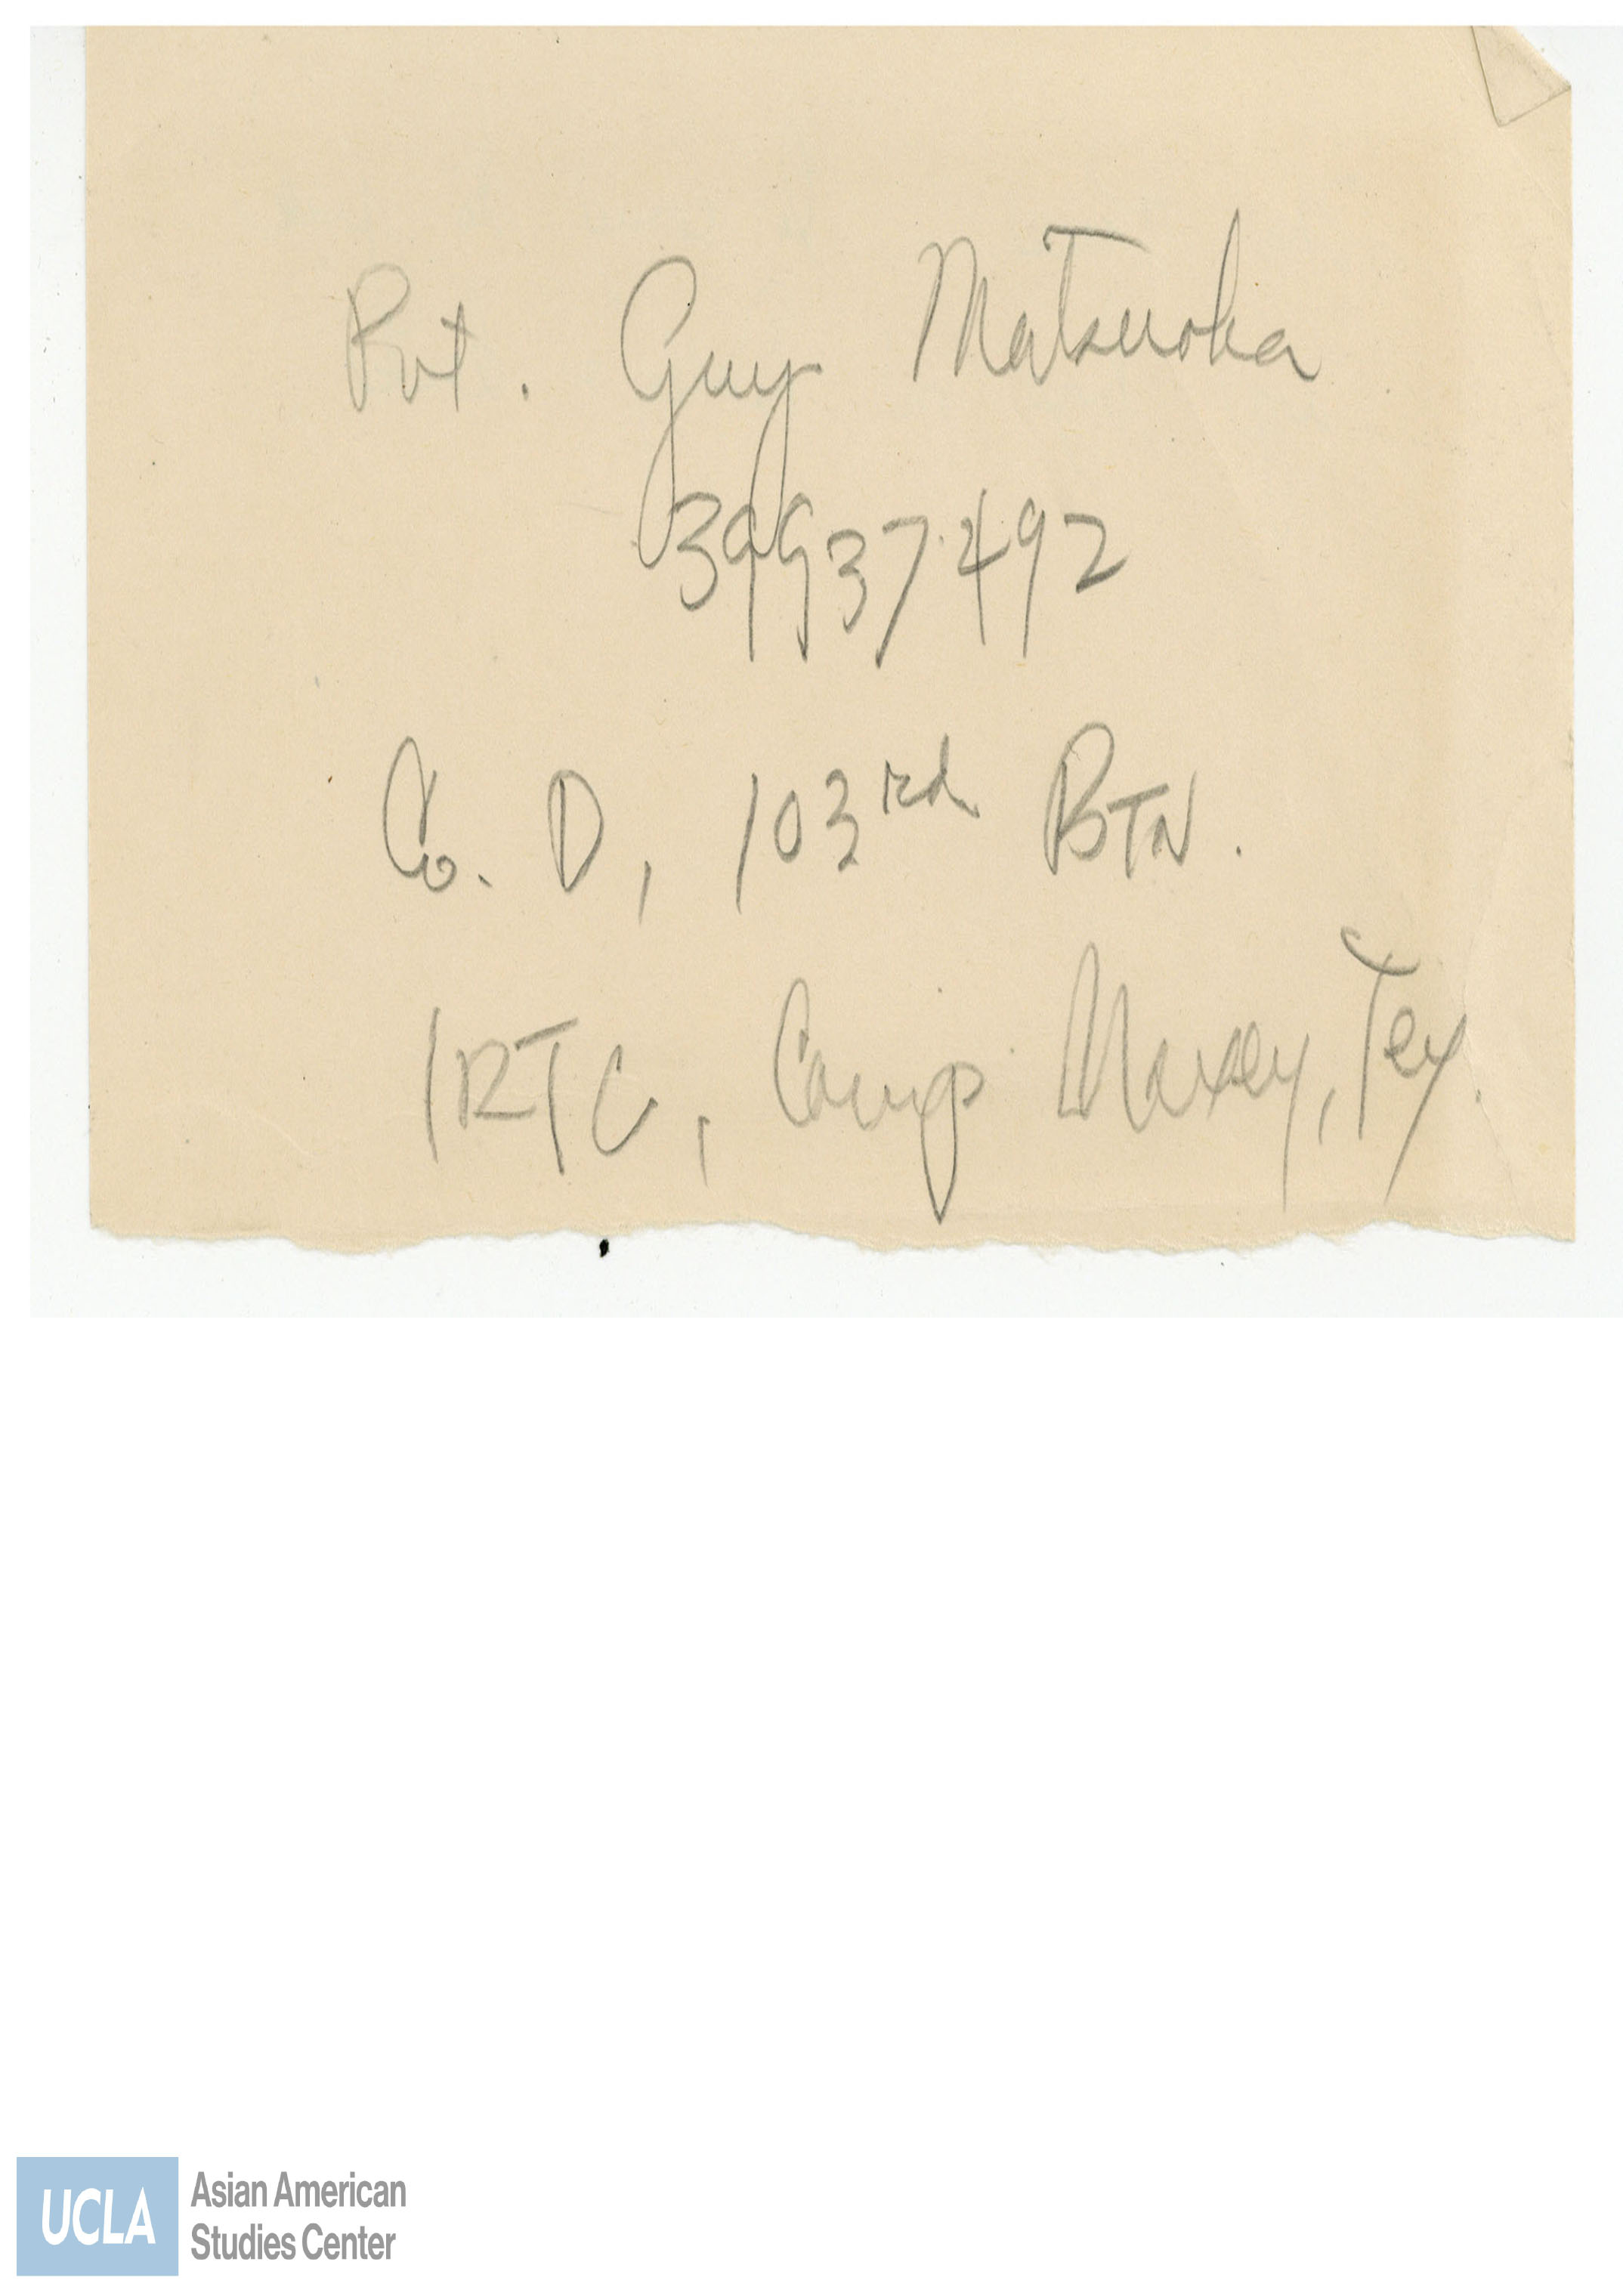 Pvt. Guy Matsuoka
39937492
Co. D, 103rd BTN.
IRTC, Camp Maxey, Tex.
UCLA
Asian American
Studies Center